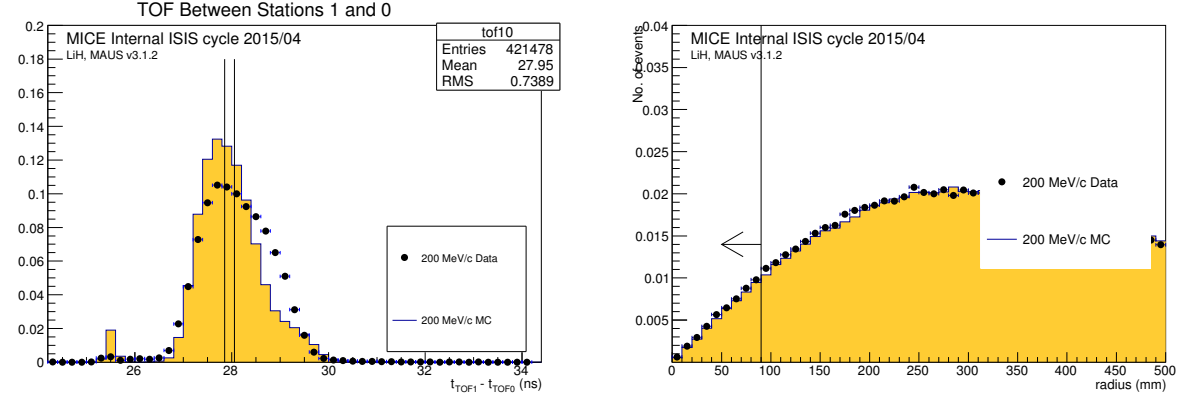 TOF Between Stations 1 and 0
MICE Internal ISIS cycle 2015/04
LiH, MAUS v3.1.2
tof10
Entries 421478
Mean 27.95
RMS 0.7389
0.2
0.18
0.16
0.14
0.12
0.1
0.08
0.06
0.04
0.02
0
200 MeV/c Data
200 MeV/c MC
26 28 30 32 34
t_TOF1 - t_TOF0 (ns)
No. of events
MICE Internal ISIS cycle 2015/04
LiH, MAUS v3.1.2
0.040
0.035
0.030
0.025
0.020
0.015
0.010
0.005
200 MeV/c Data
200 MeV/c MC
0 50 100 150 200 250 300 350 400 450 500
radius (mm)